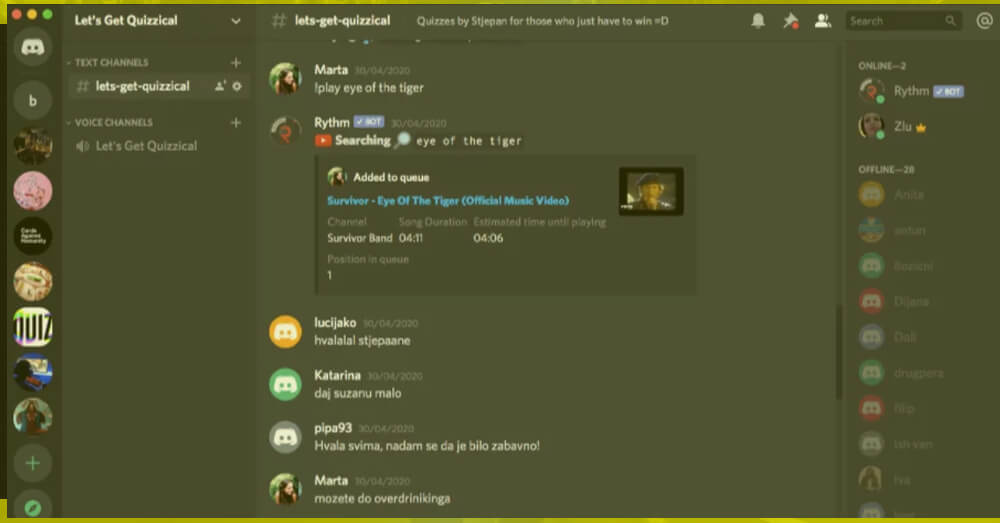 Let's Get Quizzical
# lets-get-quizzical
Quizzes by Stjepan for those who just have to win =D
Search
b
Cards
Against
Humanity
QUIZ
TEXT CHANNELS
# lets-get-quizzical
VOICE CHANNELS
Let's Get Quizzical
Marta 30/04/2020
!play eye of the tiger
Rythm BOT 30/04/2020
Searching eye of the tiger
Added to queue
Survivor - Eye Of The Tiger (Official Music Video)
Channel Song Duration Estimated time until playing
Survivor Band 04:11 04:06
Position in queue
1
lucijako 30/04/2020
hvalalal stjepaane
Katarina 30/04/2020
daj suzanu malo
pipa93 30/04/2020
Hvala svima, nadam se da je bilo zabavno!
Marta 30/04/2020
mozete do overdrinikinga
ONLINE—2
Rythm BOT
Zlu
OFFLINE—28
Anita
antun
Bozicni
Dijana
Doli
drugpera
filip
Ish-van
Iva